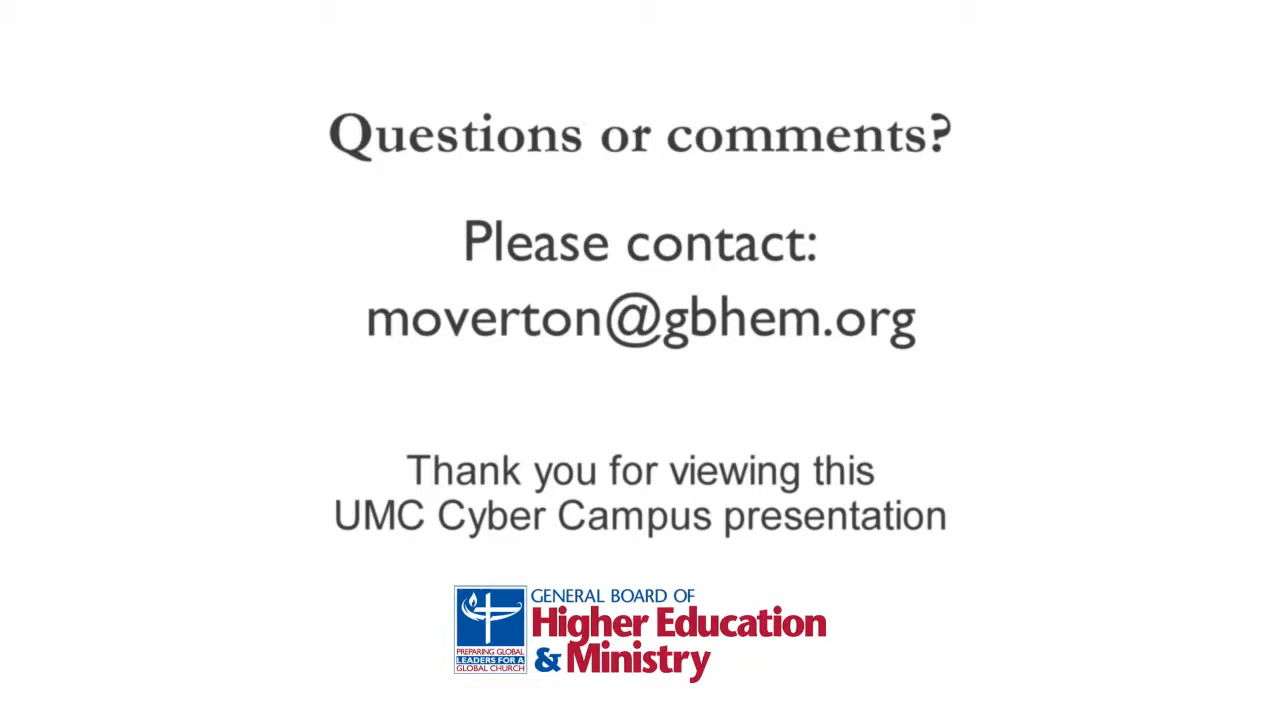 Questions or comments?
Please contact:
moverton@gbhem.org
Thank you for viewing this
UMC Cyber Campus presentation
GENERAL BOARD OF
Higher Education
& Ministry
PREPARING GLOBAL
LEADERS FOR A
GLOBAL CHURCH